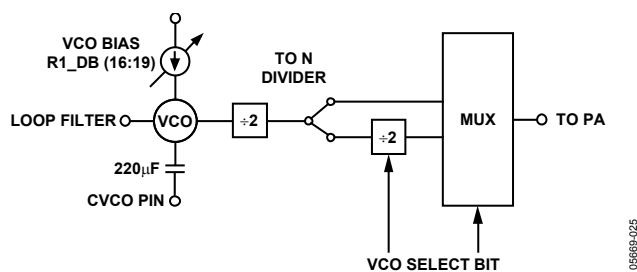 VCO BIAS
R1_DB (16:19)
TO N
DIVIDER
LOOP FILTER
VCO
÷2
÷2
MUX
TO PA
220μF
CVCO PIN
VCO SELECT BIT
05669-025